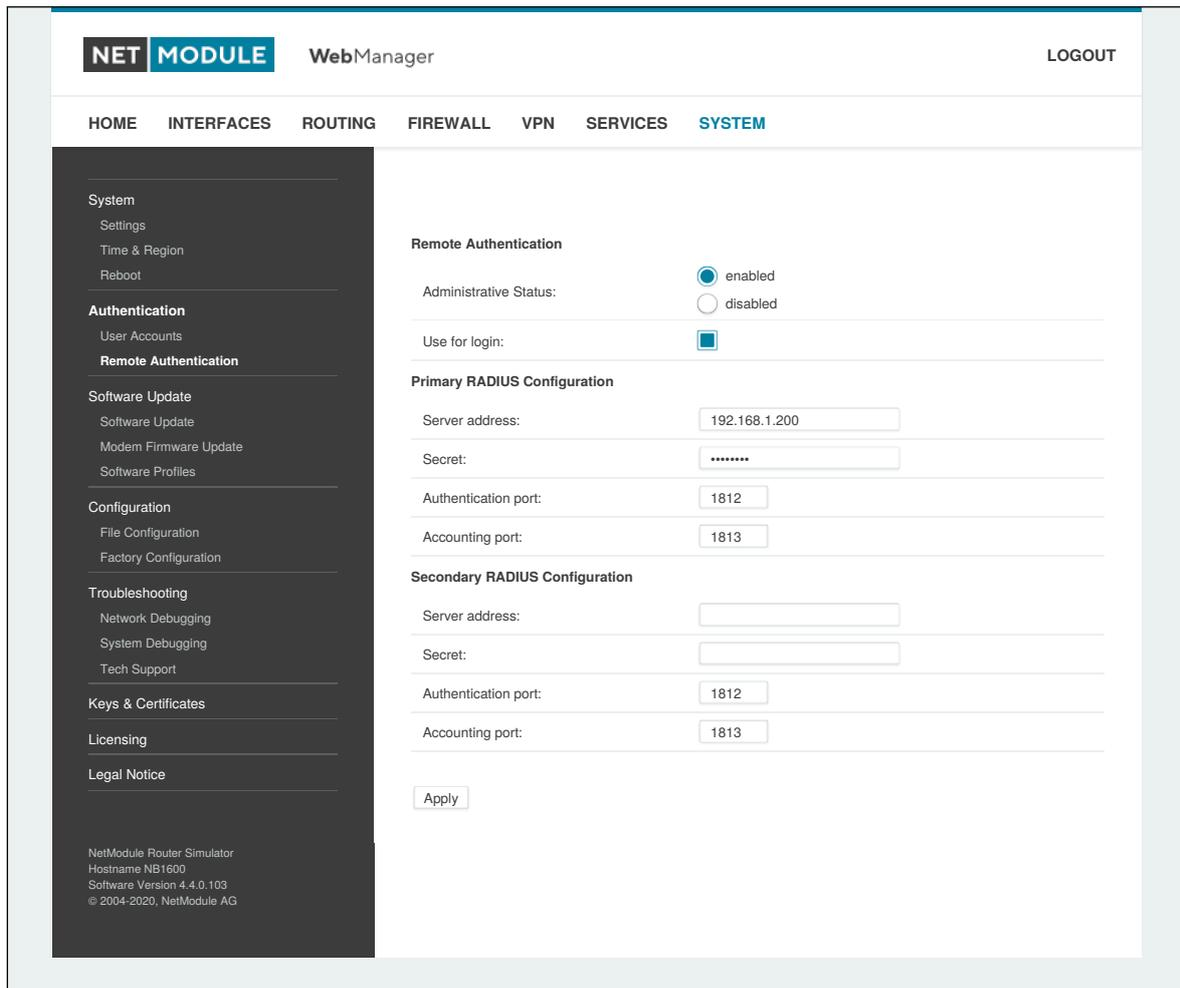 NET MODULE WebManager LOGOUT
HOME INTERFACES ROUTING FIREWALL VPN SERVICES SYSTEM
System
Settings
Time & Region
Reboot
Authentication
User Accounts
Remote Authentication
Software Update
Software Update
Modem Firmware Update
Software Profiles
Configuration
File Configuration
Factory Configuration
Troubleshooting
Network Debugging
System Debugging
Tech Support
Keys & Certificates
Licensing
Legal Notice
NetModule Router Simulator
Hostname NB1600
Software Version 4.4.0.103
© 2004-2020, NetModule AG
Remote Authentication
Administrative Status:
enabled
disabled
Use for login:
Primary RADIUS Configuration
Server address: 192.168.1.200
Secret: ••••••••
Authentication port: 1812
Accounting port: 1813
Secondary RADIUS Configuration
Server address:
Secret:
Authentication port: 1812
Accounting port: 1813
Apply